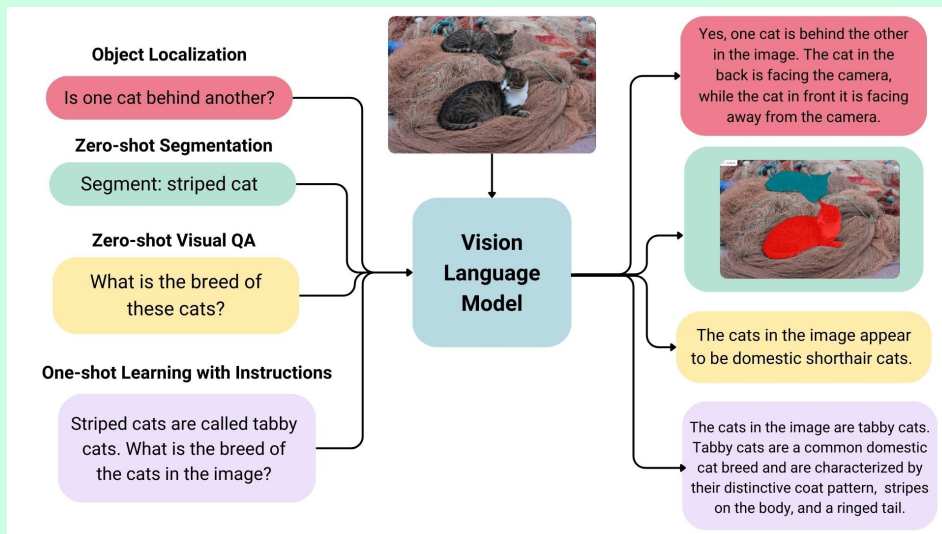 Object Localization
Is one cat behind another?
Zero-shot Segmentation
Segment: striped cat
Zero-shot Visual QA
What is the breed of
these cats?
One-shot Learning with Instructions
Striped cats are called tabby
cats. What is the breed of
the cats in the image?
Vision
Language
Model
Yes, one cat is behind the other
in the image. The cat in the
back is facing the camera,
while the cat in front it is facing
away from the camera.
The cats in the image appear
to be domestic shorthair cats.
The cats in the image are tabby cats.
Tabby cats are a common domestic
cat breed and are characterized by
their distinctive coat pattern, stripes
on the body, and a ringed tail.